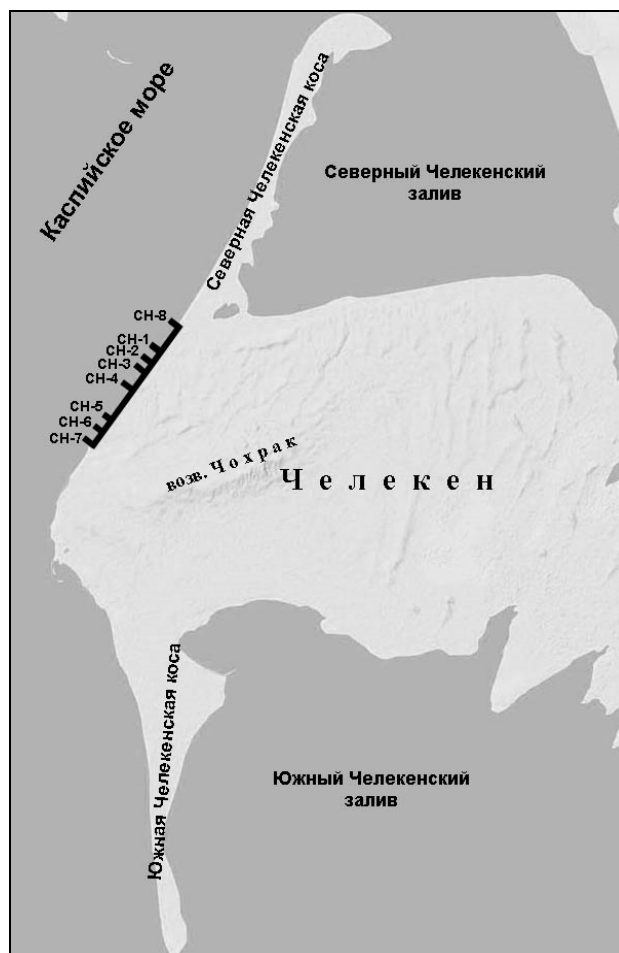 Каспийское море
Северная Челекенская коса
Северный Челекенский
залив
CH-8
CH-1
CH-2
CH-3
CH-4
CH-5
CH-6
CH-7
возв. Чохрак
Челекен
Южная Челекенская коса
Южный Челекенский
залив